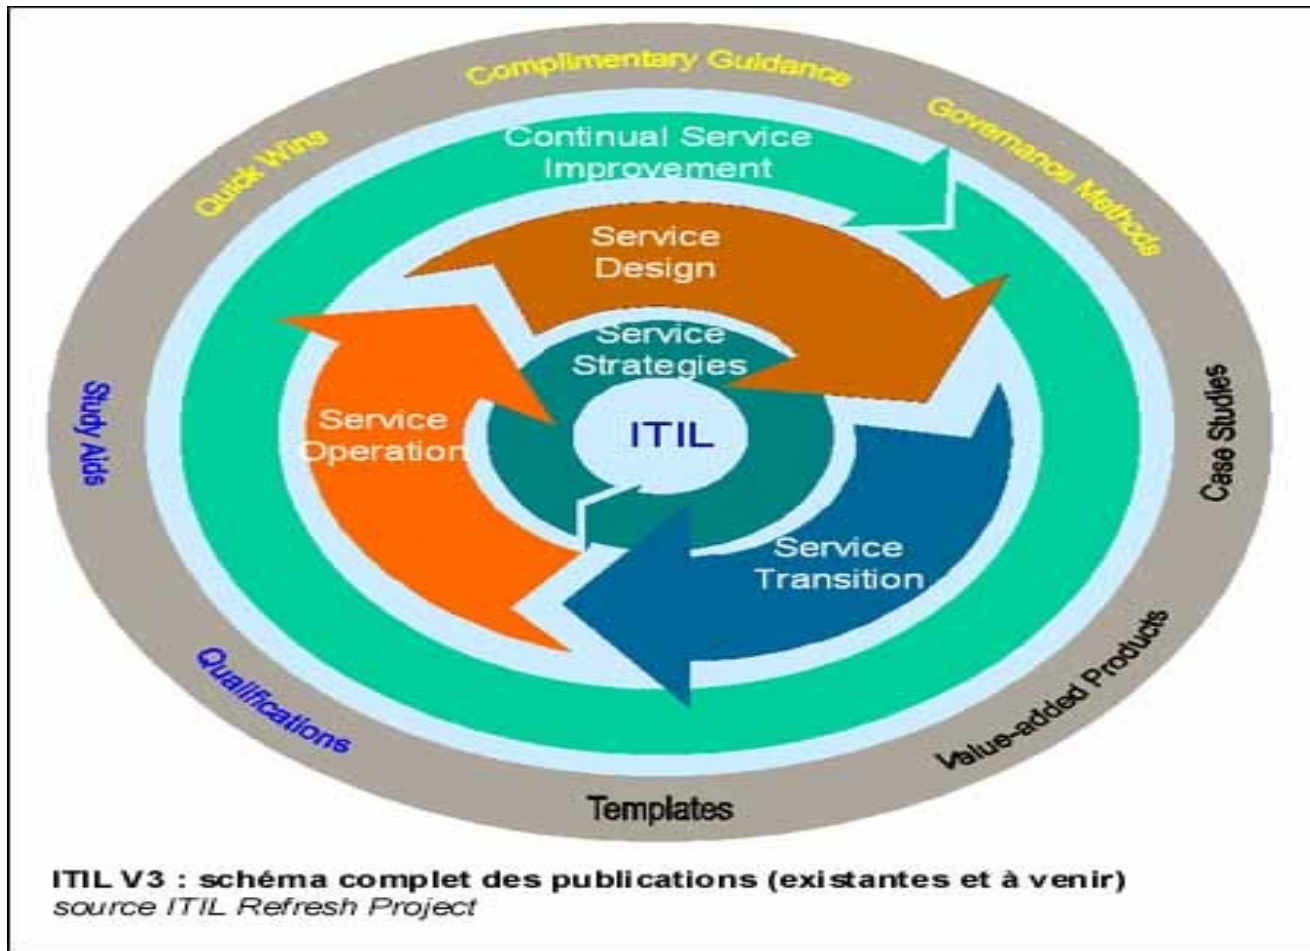 Complimentary Guidance
Governance Methods
Quick Wins
Continual Service
Improvement
Service
Design
Service
Strategies
ITIL
Service
Operation
Service
Transition
Study Aids
Case Studies
Qualifications
Value-added Products
Templates
ITIL V3 : schéma complet des publications (existantes et à venir)
source ITIL Refresh Project